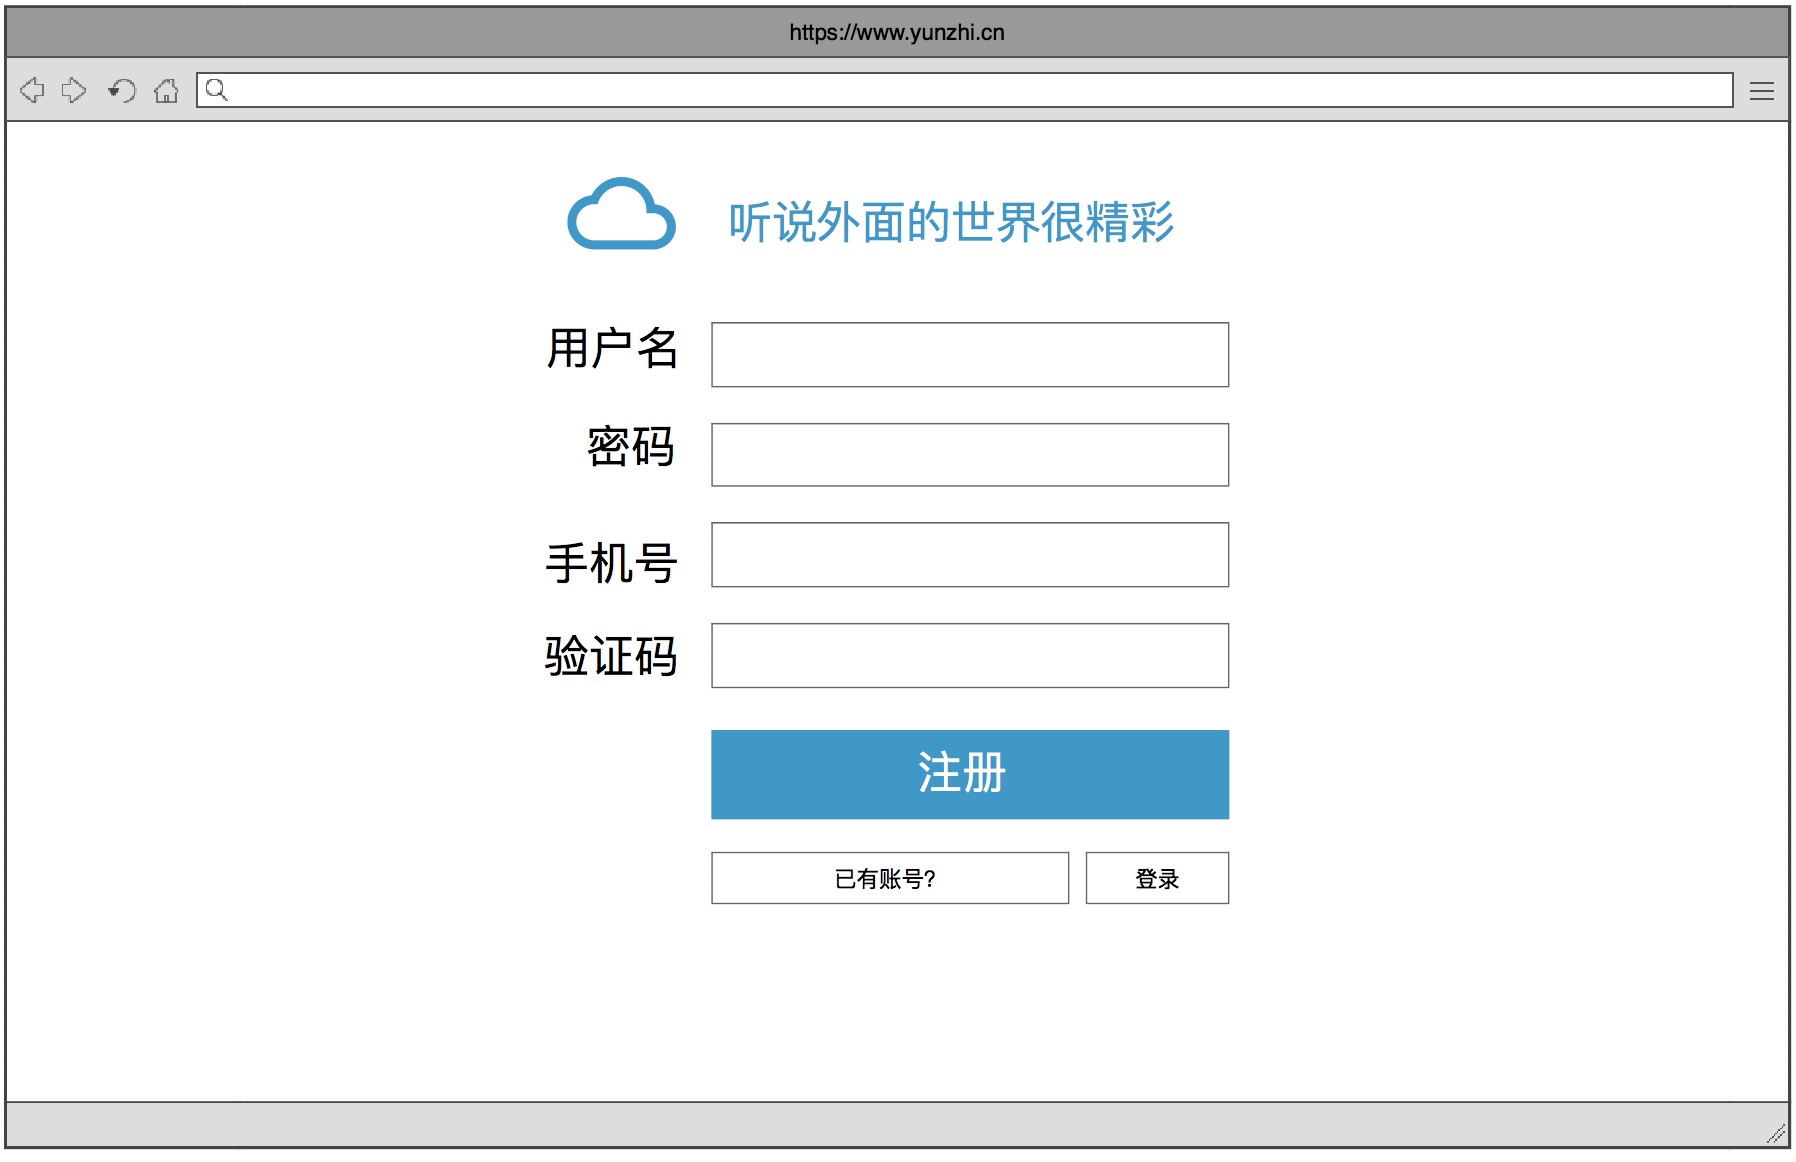 https://www.yunzhi.cn
听说外面的世界很精彩
用户名
密码
手机号
验证码
注册
已有账号?
登录